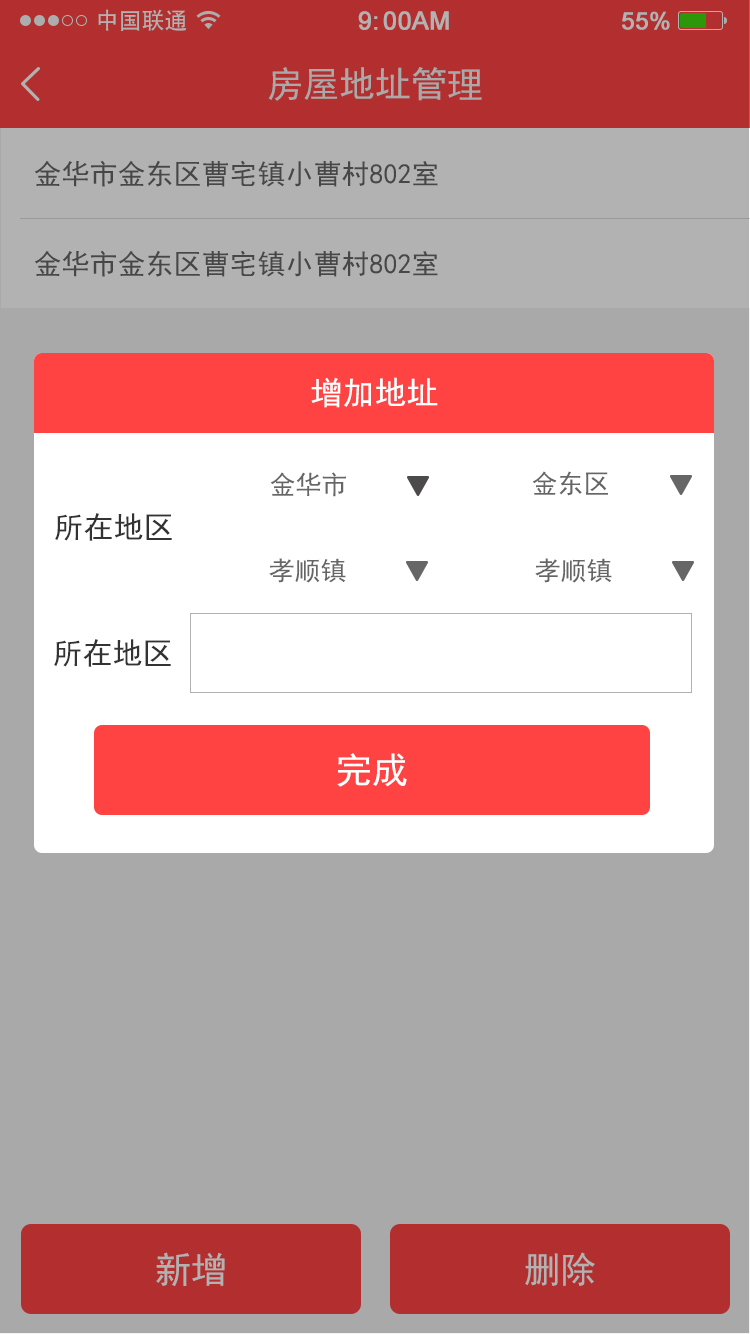 中国联通 9:00AM 55%
房屋地址管理
金华市金东区曹宅镇小曹村802室
金华市金东区曹宅镇小曹村802室
增加地址
金华市 金东区
所在地区
孝顺镇 孝顺镇
所在地区
完成
新增 删除